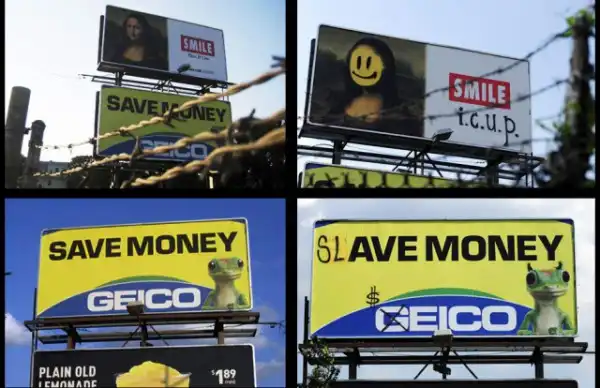 SMILE
SAVE MONEY
GEICO
SMILE
i.c.u.p.
SAVE MONEY
GEICO
PLAIN OLD
LEMONADE
$1.89
SLAVE MONEY
$
GEICO